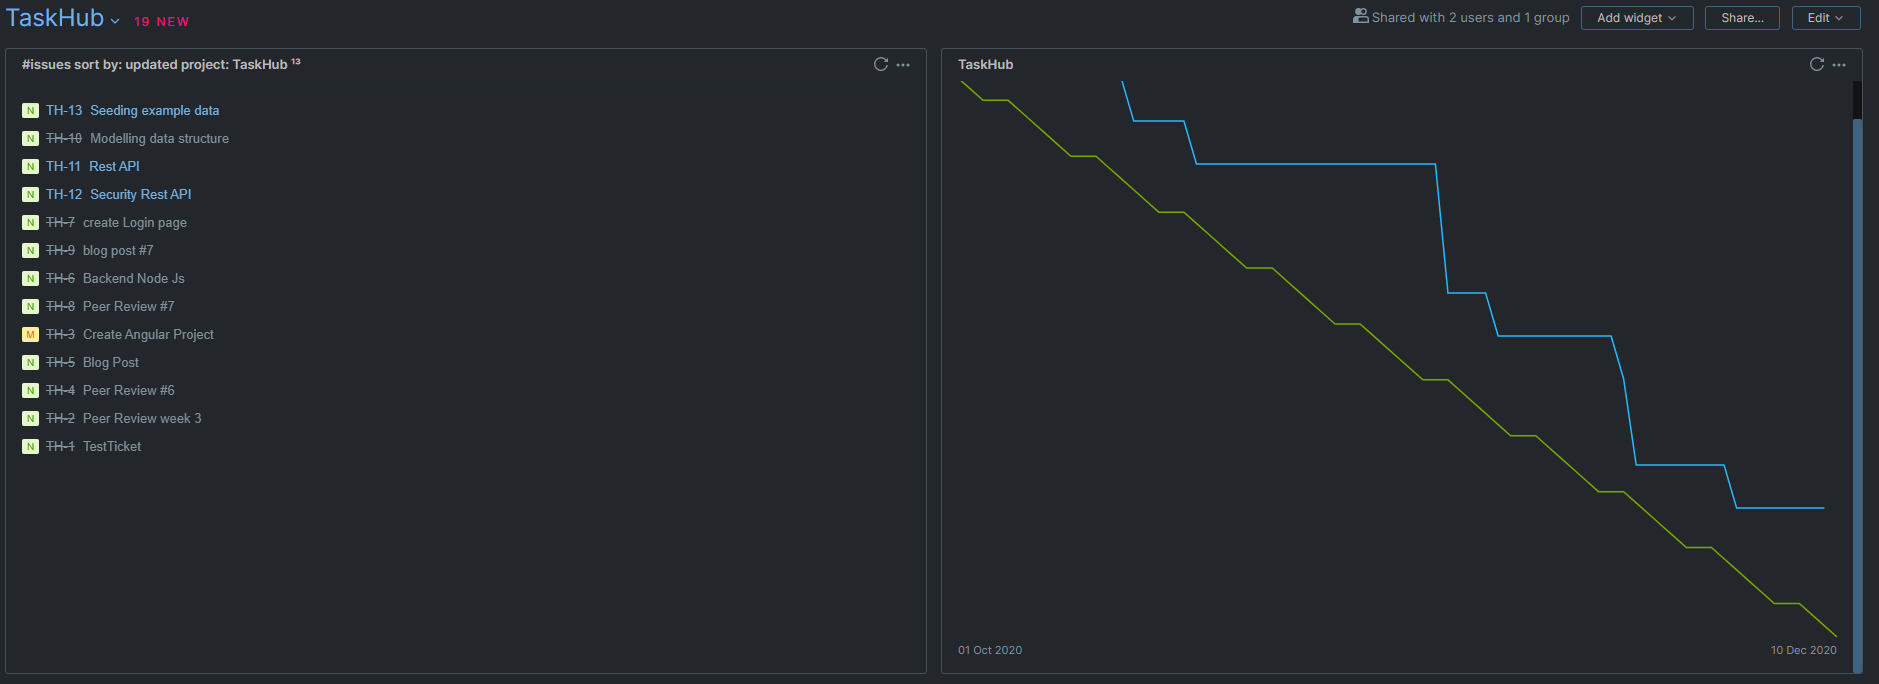 TaskHub 19 NEW
Shared with 2 users and 1 group Add widget Share... Edit
#issues sort by: updated project: TaskHub 13
N TH-13 Seeding example data
N TH-10 Modelling data structure
N TH-11 Rest API
N TH-12 Security Rest API
N TH-7 create Login page
N TH-9 blog post #7
N TH-6 Backend Node Js
N TH-8 Peer Review #7
M TH-3 Create Angular Project
N TH-5 Blog Post
N TH-4 Peer Review #6
N TH-2 Peer Review week 3
N TH-1 TestTicket
TaskHub
01 Oct 2020
10 Dec 2020